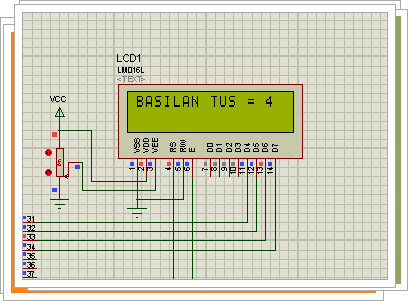 LCD1
LM016L
<TEXT>
VCC
BASILAN TUS = 4
VSS VDD VEE RS RW E D0 D1 D2 D3 D4 D5 D6 D7
1 2 3 4 5 6 7 8 9 10 11 12 13 14
31
32
33
34
35
36
37